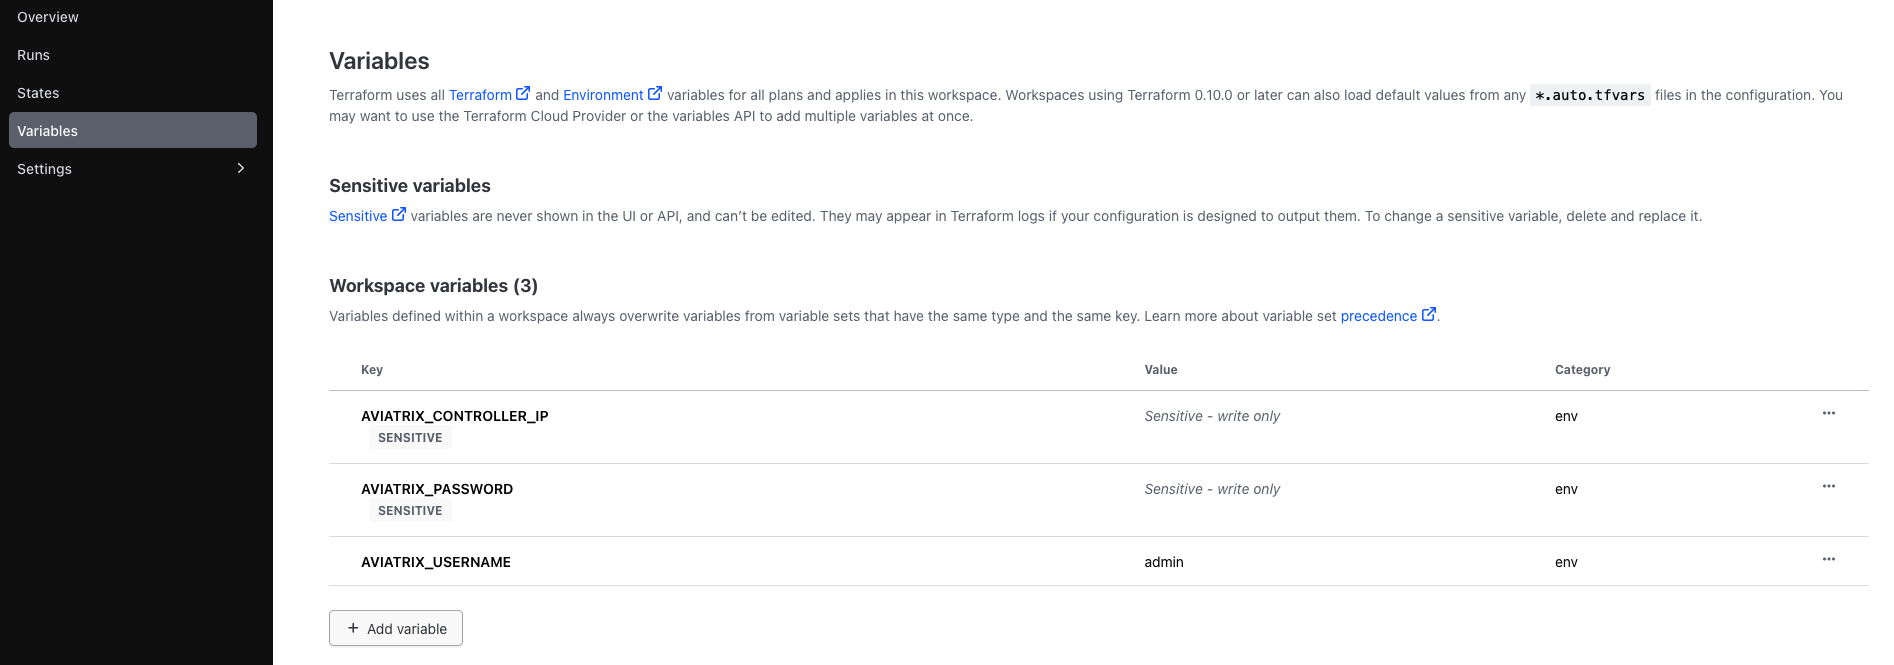 Overview
Runs
States
Variables
Settings
Variables
Terraform uses all Terraform and Environment variables for all plans and applies in this workspace. Workspaces using Terraform 0.10.0 or later can also load default values from any *.auto.tfvars files in the configuration. You
may want to use the Terraform Cloud Provider or the variables API to add multiple variables at once.
Sensitive variables
Sensitive variables are never shown in the UI or API, and can’t be edited. They may appear in Terraform logs if your configuration is designed to output them. To change a sensitive variable, delete and replace it.
Workspace variables (3)
Variables defined within a workspace always overwrite variables from variable sets that have the same type and the same key. Learn more about variable set precedence .
Key Value Category
AVIATRIX_CONTROLLER_IP Sensitive - write only env ...
SENSITIVE
AVIATRIX_PASSWORD Sensitive - write only env ...
SENSITIVE
AVIATRIX_USERNAME admin env ...
+ Add variable